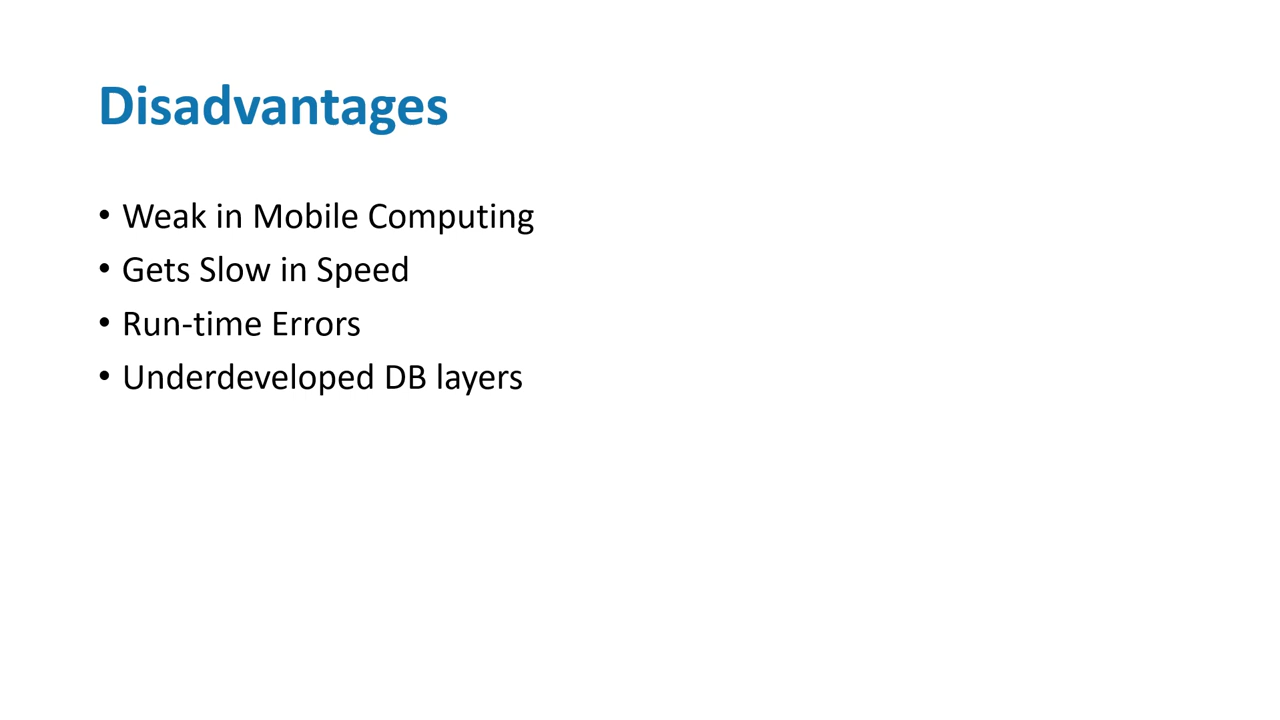 Disadvantages
• Weak in Mobile Computing
• Gets Slow in Speed
• Run-time Errors
• Underdeveloped DB layers